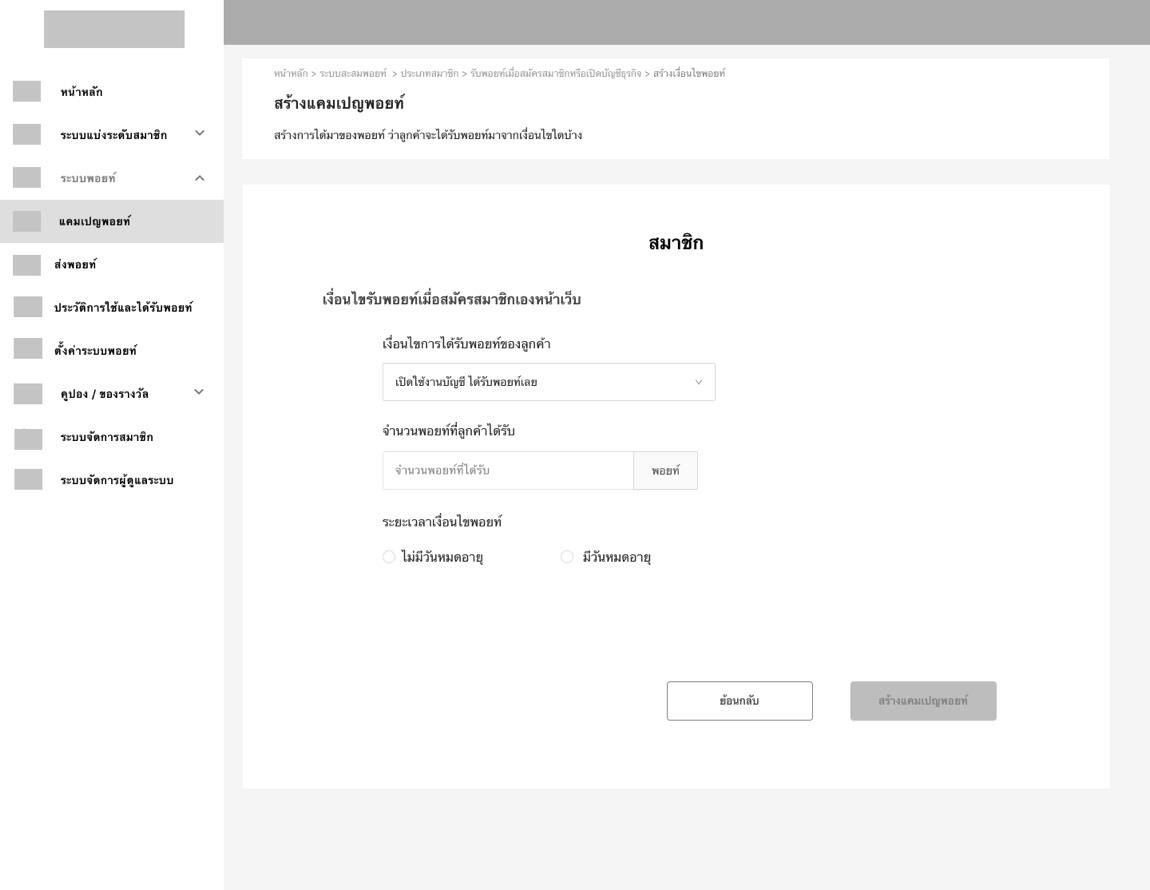 หน้าหลัก
ระบบแบ่งระดับสมาชิก
ระบบพอยท์
แคมเปญพอยท์
ส่งพอยท์
ประวัติการใช้และได้รับพอยท์
ตั้งค่าระบบพอยท์
คูปอง / ของรางวัล
ระบบจัดการสมาชิก
ระบบจัดการผู้ดูแลระบบ
หน้าหลัก > ระบบสะสมพอยท์ > ประเภทสมาชิก > รับพอยท์เมื่อสมัครสมาชิกหรือเปิดบัญชีธุรกิจ > สร้างเงื่อนไขพอยท์
สร้างแคมเปญพอยท์
สร้างการได้มาของพอยท์ ว่าลูกค้าจะได้รับพอยท์มาจากเงื่อนไขใดบ้าง
สมาชิก
เงื่อนไขรับพอยท์เมื่อสมัครสมาชิกเองหน้าเว็บ
เงื่อนไขการได้รับพอยท์ของลูกค้า
เปิดใช้งานบัญชี ได้รับพอยท์เลย
จำนวนพอยท์ที่ลูกค้าได้รับ
จำนวนพอยท์ที่ได้รับ พอยท์
ระยะเวลาเงื่อนไขพอยท์
ไม่มีวันหมดอายุ มีวันหมดอายุ
ย้อนกลับ สร้างแคมเปญพอยท์